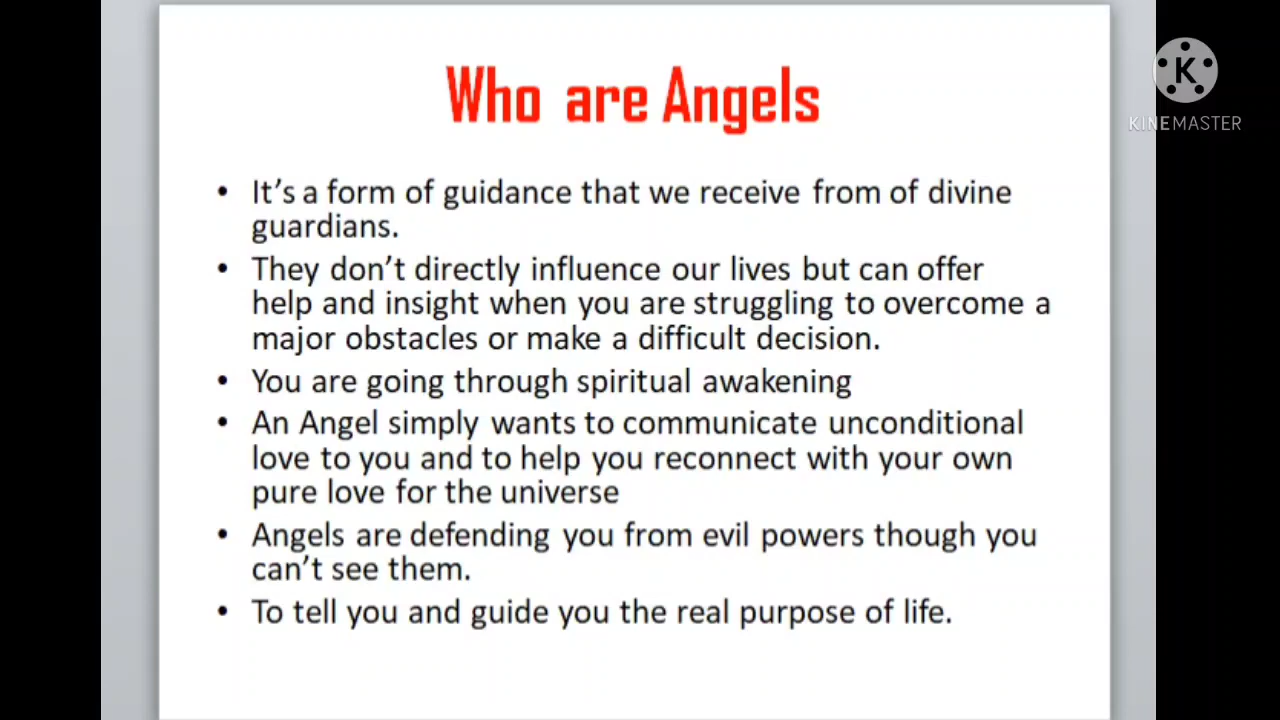 Who are Angels
K
KINEMASTER
• It's a form of guidance that we receive from of divine
guardians.
• They don't directly influence our lives but can offer
help and insight when you are struggling to overcome a
major obstacles or make a difficult decision.
• You are going through spiritual awakening
• An Angel simply wants to communicate unconditional
love to you and to help you reconnect with your own
pure love for the universe
• Angels are defending you from evil powers though you
can't see them.
• To tell you and guide you the real purpose of life.